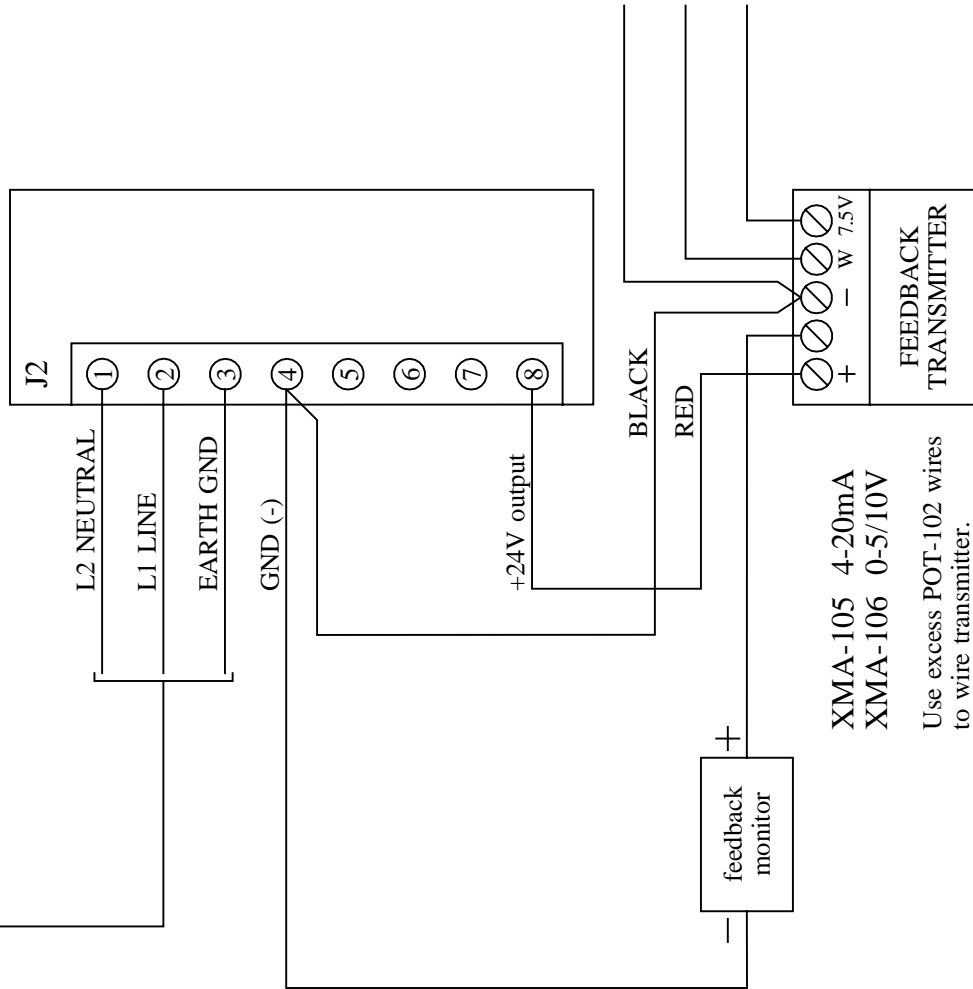 J2
1
2
3
4
5
6
7
8
L2 NEUTRAL
L1 LINE
EARTH GND
GND (-)
+24V output
BLACK
RED
+
−
W
7.5V
FEEDBACK
TRANSMITTER
XMA-105 4-20mA
XMA-106 0-5/10V
Use excess POT-102 wires
to wire transmitter.
−
feedback
monitor
+